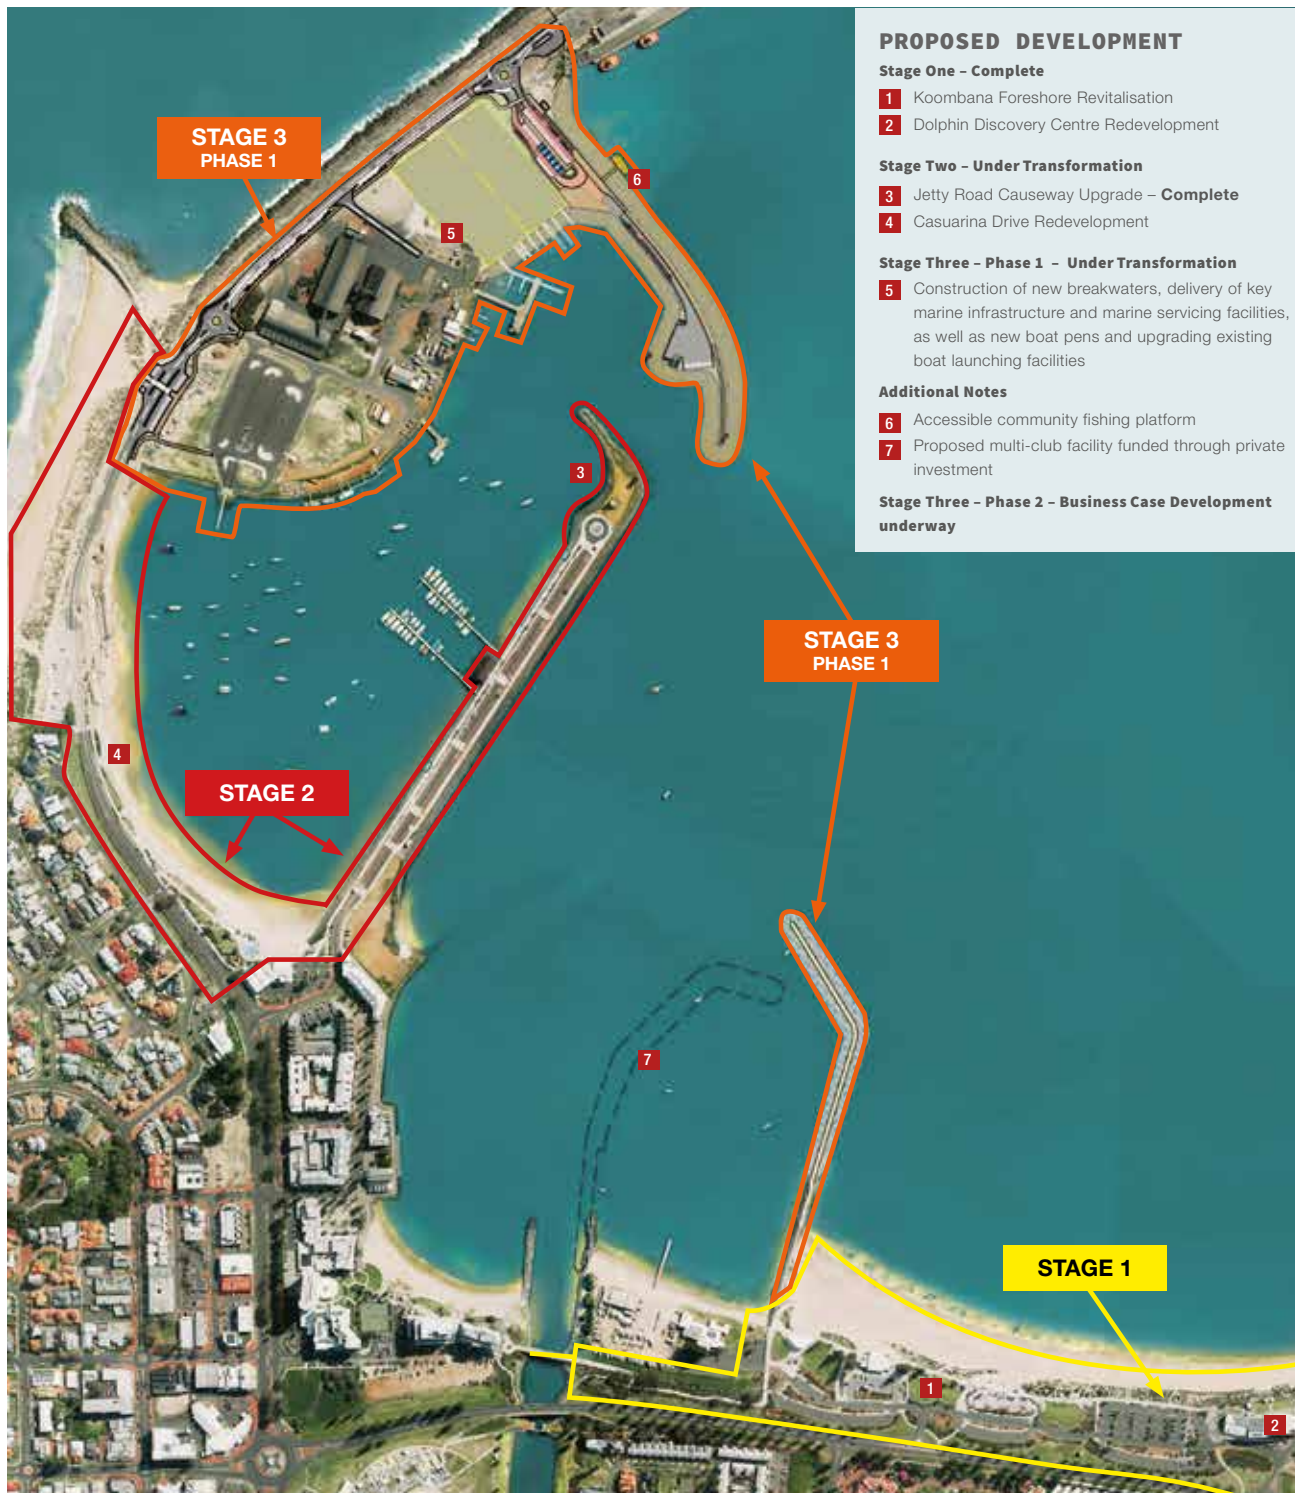 PROPOSED DEVELOPMENT
Stage One – Complete
1 Koombana Foreshore Revitalisation
2 Dolphin Discovery Centre Redevelopment
Stage Two – Under Transformation
3 Jetty Road Causeway Upgrade – Complete
4 Casuarina Drive Redevelopment
Stage Three – Phase 1 – Under Transformation
5 Construction of new breakwaters, delivery of key
marine infrastructure and marine servicing facilities,
as well as new boat pens and upgrading existing
boat launching facilities
Additional Notes
6 Accessible community fishing platform
7 Proposed multi-club facility funded through private
investment
Stage Three – Phase 2 – Business Case Development
underway
STAGE 3
PHASE 1
6
5
3
STAGE 3
PHASE 1
4
STAGE 2
7
STAGE 1
1
2